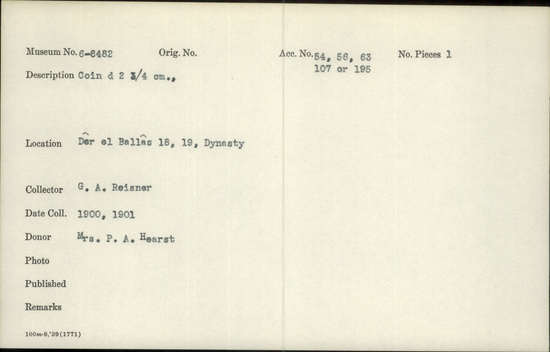 Museum No. 6-8482 Orig. No. Acc. No. 54, 56, 63 No. Pieces 1
107 or 195
Description Coin d 2 3/4 cm.,
Location Dêr el Ballâs 18, 19, Dynasty
Collector G. A. Reisner
Date Coll. 1900, 1901
Donor Mrs. P. A. Hearst
Photo
Published
Remarks
100m-8,'39(1771)